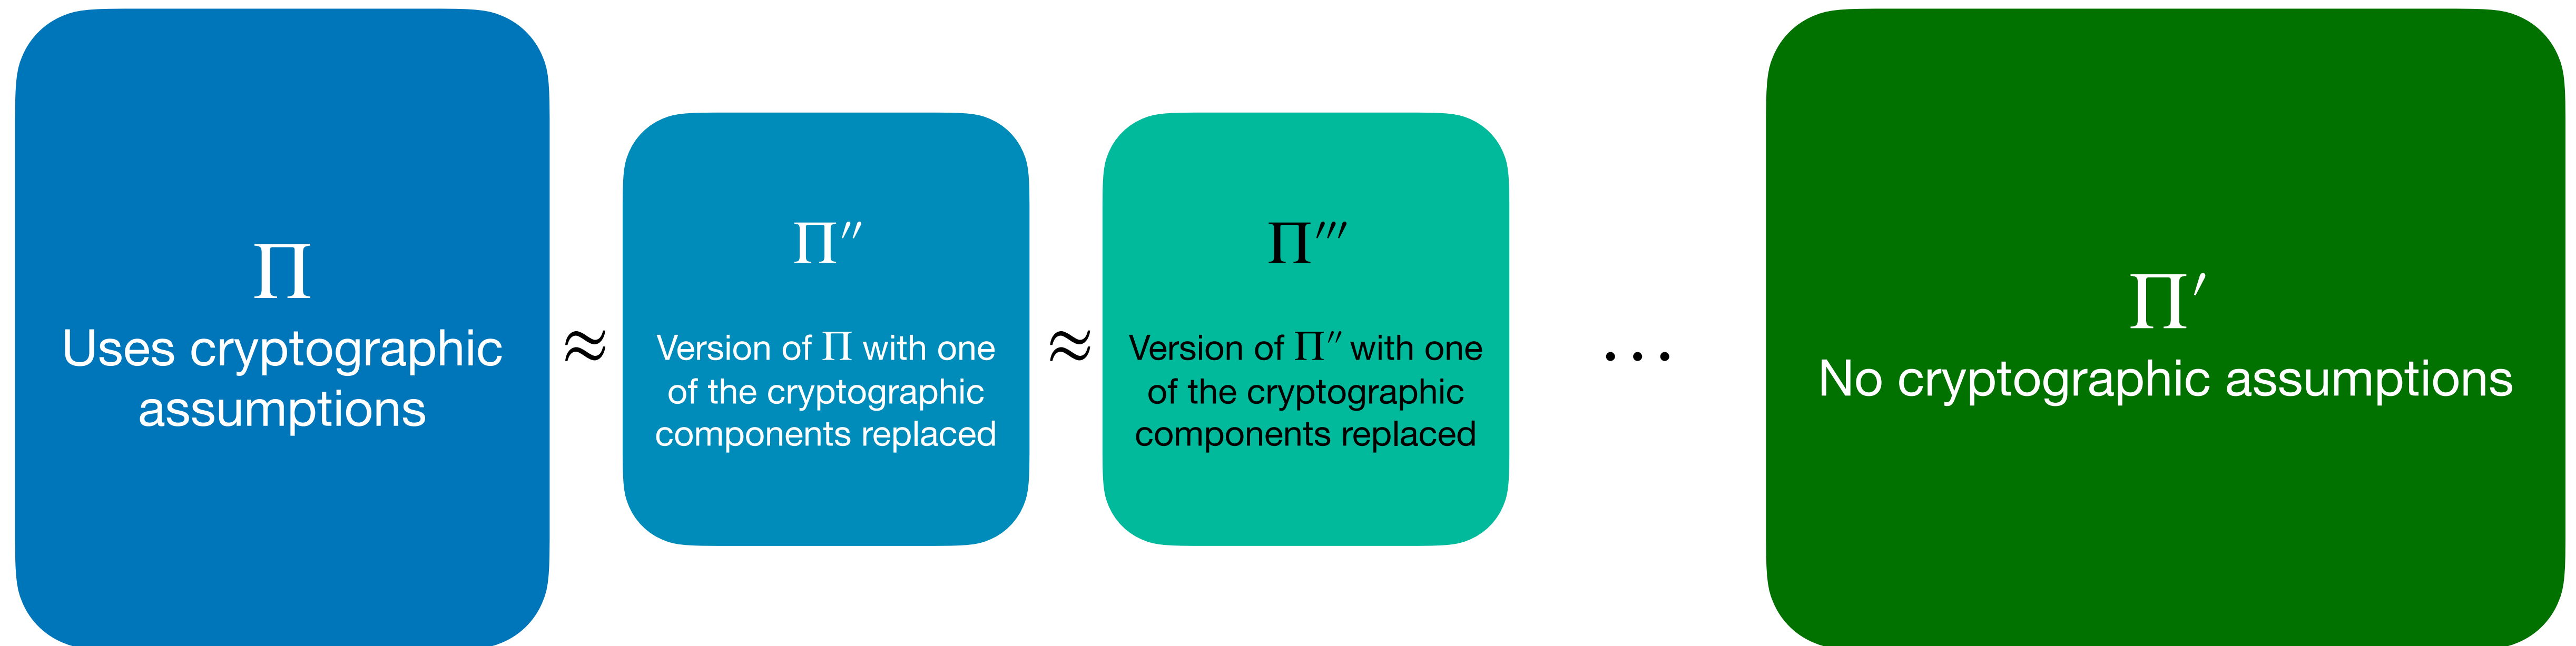 Π
Uses cryptographic
assumptions
≈
Π′′
Version of Π with one
of the cryptographic
components replaced
≈
Π′′′
Version of Π′′ with one
of the cryptographic
components replaced
…
Π′
No cryptographic assumptions